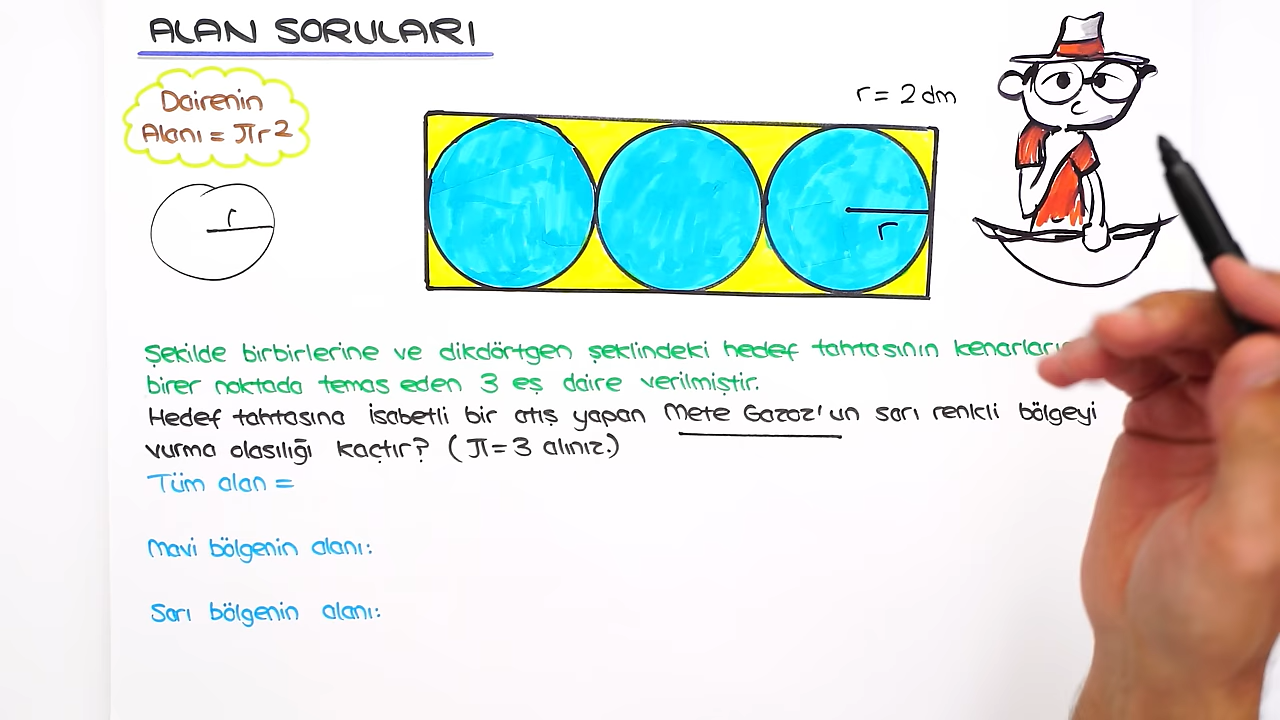 ALAN SORULARI
Dairenin
Alanı = πr²
r
r = 2 dm
r
Şekilde birbirlerine ve dikdörtgen şeklindeki hedef tahtasının
birer noktada temas eden 3 eş daire verilmiştir.
Hedef tahtasına isabetli bir atış yapan Mete Gazoz'un sarı renkli bölgeyi
vurma olasılığı kaçtır? (π=3 alınız.)
Tüm alan =
Mavi bölgenin alanı:
Sarı bölgenin alanı: